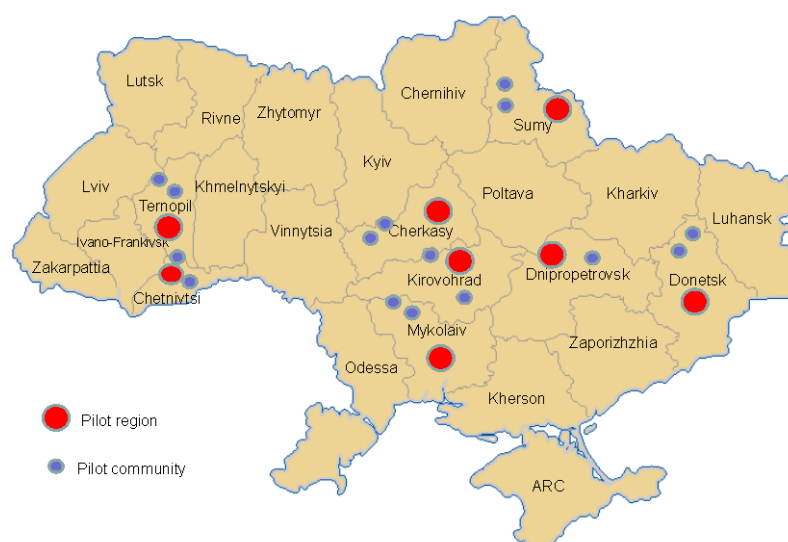 Lutsk
Rivne
Zhytomyr
Chernihiv
Sumy
Kyiv
Lviv
Ternopil
Khmelnytskyi
Vinnytsia
Cherkasy
Poltava
Kharkiv
Luhansk
Ivano-Frankivsk
Zakarpattia
Chetnivtsi
Kirovohrad
Dnipropetrovsk
Donetsk
Mykolaiv
Odessa
Zaporizhzhia
Kherson
ARC
Pilot region
Pilot community